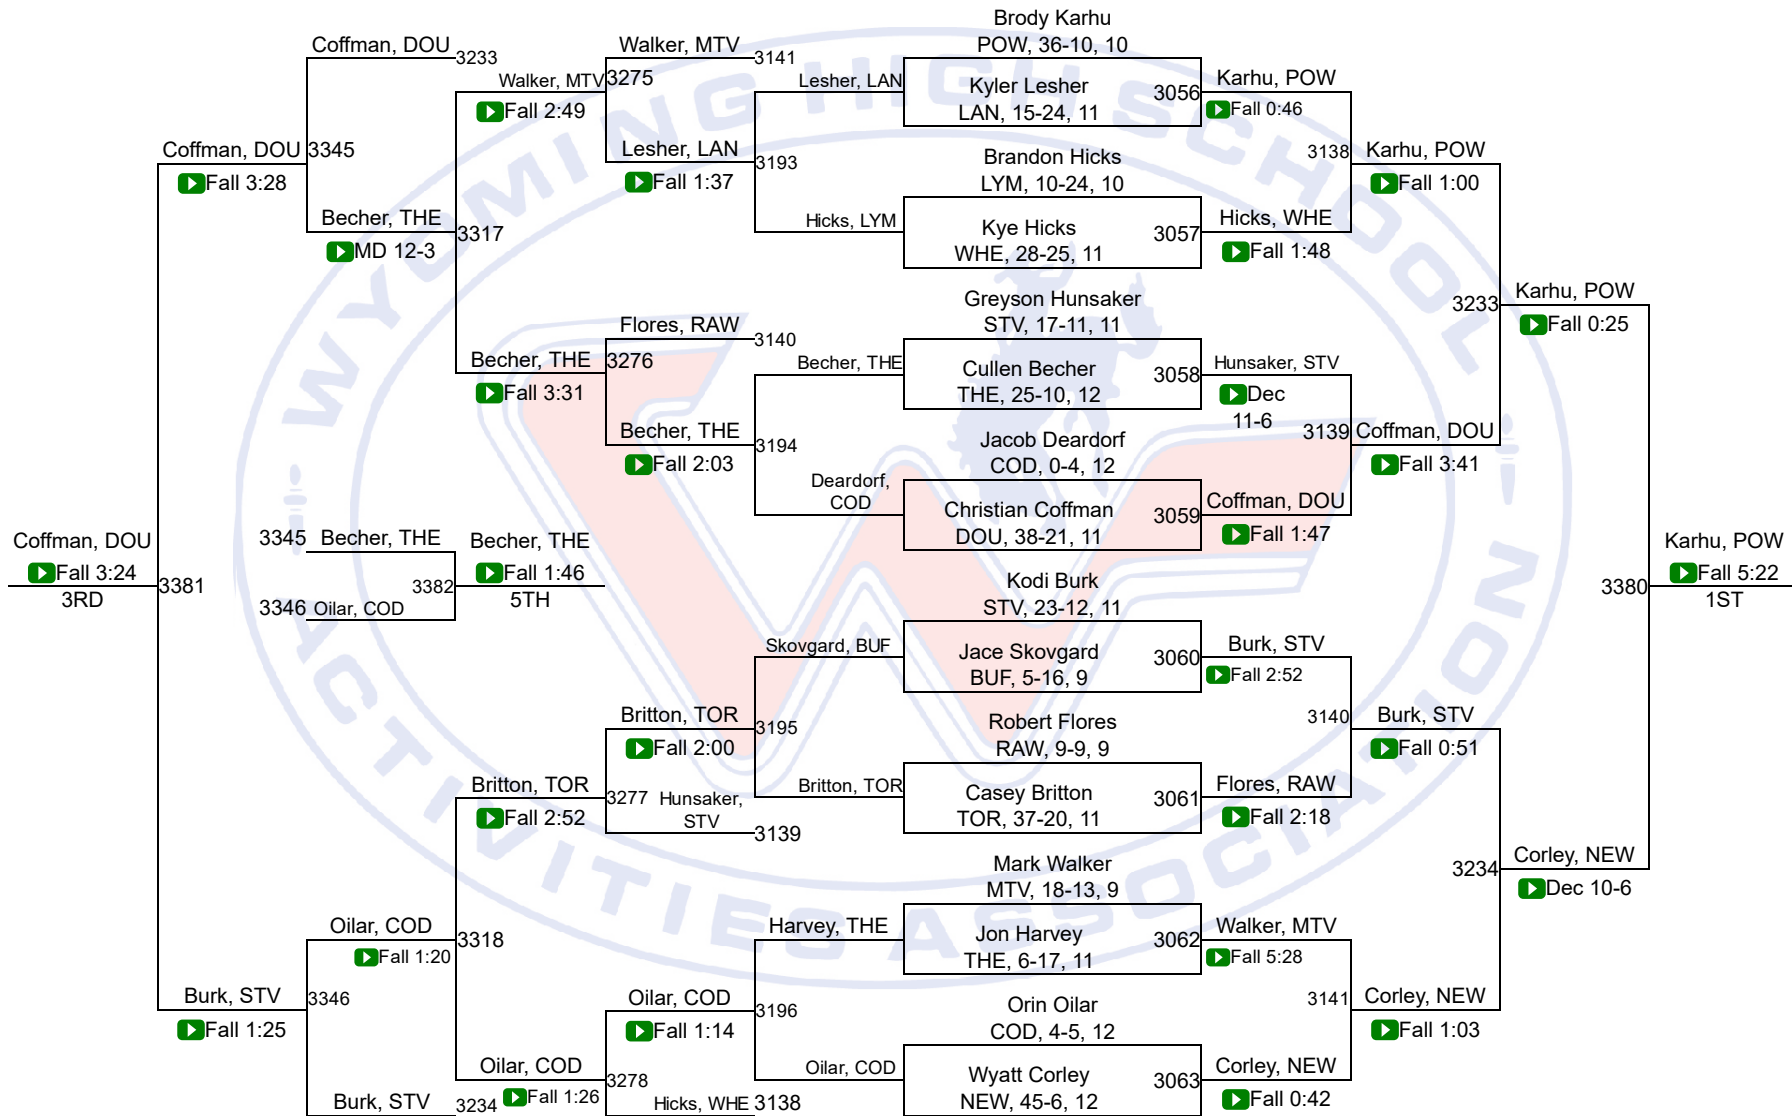 Brody Karhu
POW, 36-10, 10
Coffman, DOU
3233
Walker, MTV
3141
Walker, MTV
3275
Fall 2:49
Lesher, LAN
Kyler Lesher
LAN, 15-24, 11
3056
Karhu, POW
Fall 0:46
Coffman, DOU
3345
Fall 3:28
Lesher, LAN
3193
Fall 1:37
Brandon Hicks
LYM, 10-24, 10
3138
Karhu, POW
Fall 1:00
Becher, THE
3317
MD 12-3
Hicks, LYM
Kye Hicks
WHE, 28-25, 11
3057
Hicks, WHE
Fall 1:48
Greyson Hunsaker
STV, 17-11, 11
3233
Karhu, POW
Fall 0:25
Flores, RAW
3140
Becher, THE
3276
Fall 3:31
Becher, THE
Cullen Becher
THE, 25-10, 12
3058
Hunsaker, STV
Dec
11-6
Becher, THE
3194
Fall 2:03
Jacob Deardorf
COD, 0-4, 12
3139
Coffman, DOU
Fall 3:41
Deardorf,
COD
Christian Coffman
DOU, 38-21, 11
3059
Coffman, DOU
Fall 1:47
Coffman, DOU
Fall 3:24
3RD
3381
3345
Becher, THE
3346
Oilar, COD
3382
Becher, THE
Fall 1:46
5TH
Kodi Burk
STV, 23-12, 11
3380
Karhu, POW
Fall 5:22
1ST
Skovgard, BUF
Jace Skovgard
BUF, 5-16, 9
3060
Burk, STV
Fall 2:52
Britton, TOR
3195
Fall 2:00
Robert Flores
RAW, 9-9, 9
3140
Burk, STV
Fall 0:51
Britton, TOR
3277
Fall 2:52
Hunsaker,
STV
3139
Britton, TOR
Casey Britton
TOR, 37-20, 11
3061
Flores, RAW
Fall 2:18
Mark Walker
MTV, 18-13, 9
3234
Corley, NEW
Dec 10-6
Oilar, COD
3318
Fall 1:20
Harvey, THE
Jon Harvey
THE, 6-17, 11
3062
Walker, MTV
Fall 5:28
Burk, STV
3346
Fall 1:25
Oilar, COD
3196
Fall 1:14
Orin Oilar
COD, 4-5, 12
3141
Corley, NEW
Fall 1:03
Oilar, COD
3278
Fall 1:26
Oilar, COD
Wyatt Corley
NEW, 45-6, 12
3063
Corley, NEW
Fall 0:42
Burk, STV
3234
Hicks, WHE
3138
WYOMING HIGH SCHOOL
ACTIVITIES ASSOCIATION